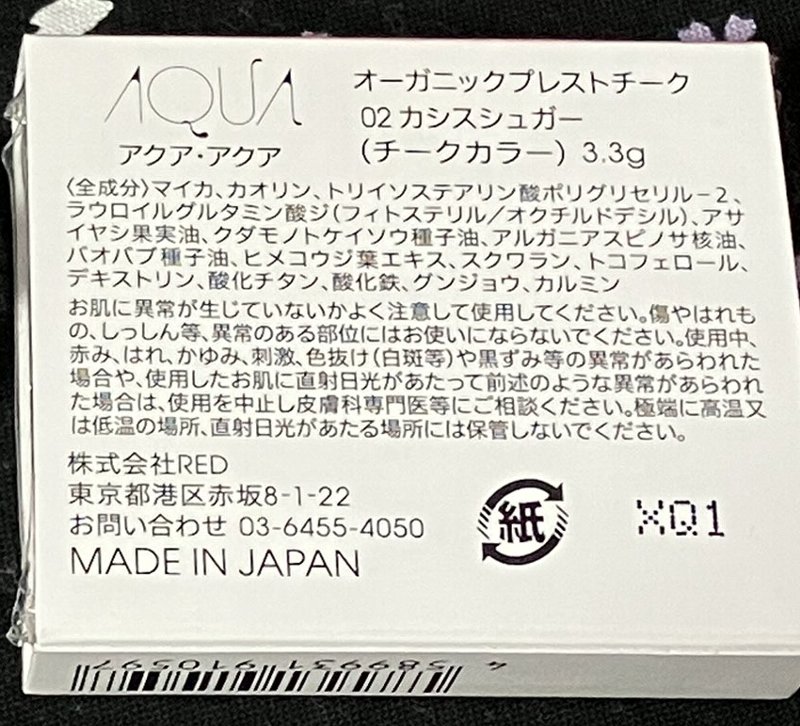 AQUA
アクア・アクア
オーガニックプレストチーク
02 カシスシュガー
(チークカラー) 3.3g
〈全成分〉マイカ、カオリン、トリイソステアリン酸ポリグリセリル-2、
ラウロイルグルタミン酸ジ(フィトステリル/オクチルドデシル)、アサ
イヤシ果実油、クダモノトケイソウ種子油、アルガニアスピノサ核油、
バオバブ種子油、ヒメコウジ葉エキス、スクワラン、トコフェロール、
デキストリン、酸化チタン、酸化鉄、グンジョウ、カルミン
お肌に異常が生じていないかよく注意して使用してください。傷やはれも
の、しっしん等、異常のある部位にはお使いにならないでください。使用中、
赤み、はれ、かゆみ、刺激、色抜け(白斑等)や黒ずみ等の異常があらわれた
場合や、使用したお肌に直射日光があたって前述のような異常があらわれ
た場合は、使用を中止し皮膚科専門医等にご相談ください。極端に高温又
は低温の場所、直射日光があたる場所には保管しないでください。
株式会社RED
東京都港区赤坂8-1-22
お問い合わせ 03-6455-4050
MADE IN JAPAN
紙
XQ1
4 589931 910597